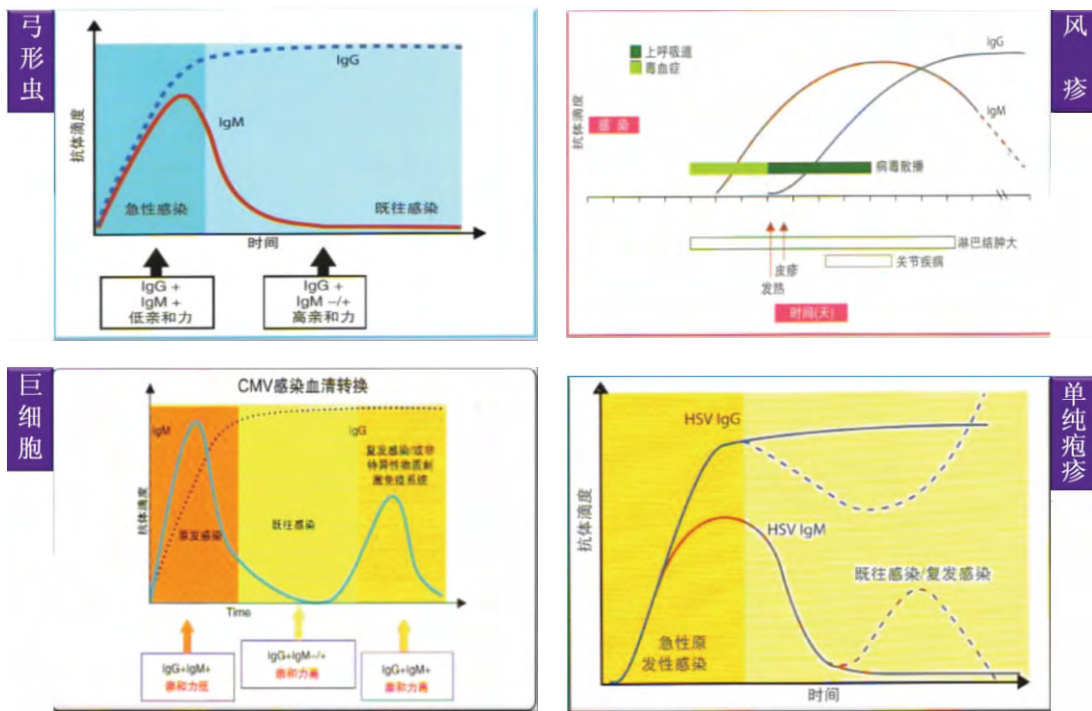 弓形虫
抗体滴度
IgG
IgM
急性感染
既往感染
时间
IgG +
IgM +
低亲和力
IgG +
IgM -/+
高亲和力
风疹
上呼吸道
毒血症
抗体滴度
感染
IgG
IgM
病毒散播
淋巴结肿大
关节疾病
皮疹
发热
时间(天)
巨细胞
CMV感染血清转换
IgM
IgG
复发感染/或非
特异性物质刺
激免疫系统
抗体滴度
原发感染
既往感染
Time
IgG+IgM+
亲和力低
IgG+IgM-/+
亲和力高
IgG+IgM+
亲和力高
单纯疱疹
HSV IgG
HSV IgM
抗体滴度
既往感染/复发感染
急性原
发性感染
时间